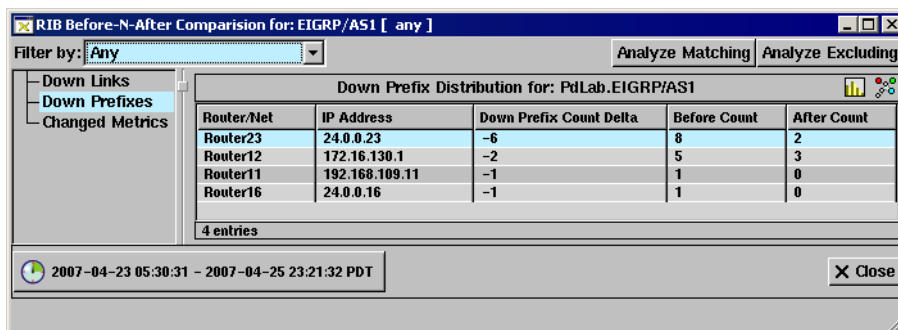 RIB Before-N-After Comparision for: EIGRP/AS1 [ any ]
Filter by: Any Analyze Matching Analyze Excluding
Down Links
Down Prefixes
Changed Metrics
Down Prefix Distribution for: PdLab.EIGRP/AS1
Router/Net IP Address Down Prefix Count Delta Before Count After Count
Router23 24.0.0.23 -6 8 2
Router12 172.16.130.1 -2 5 3
Router11 192.168.109.11 -1 1 0
Router16 24.0.0.16 -1 1 0
4 entries
2007-04-23 05:30:31 - 2007-04-25 23:21:32 PDT X Close